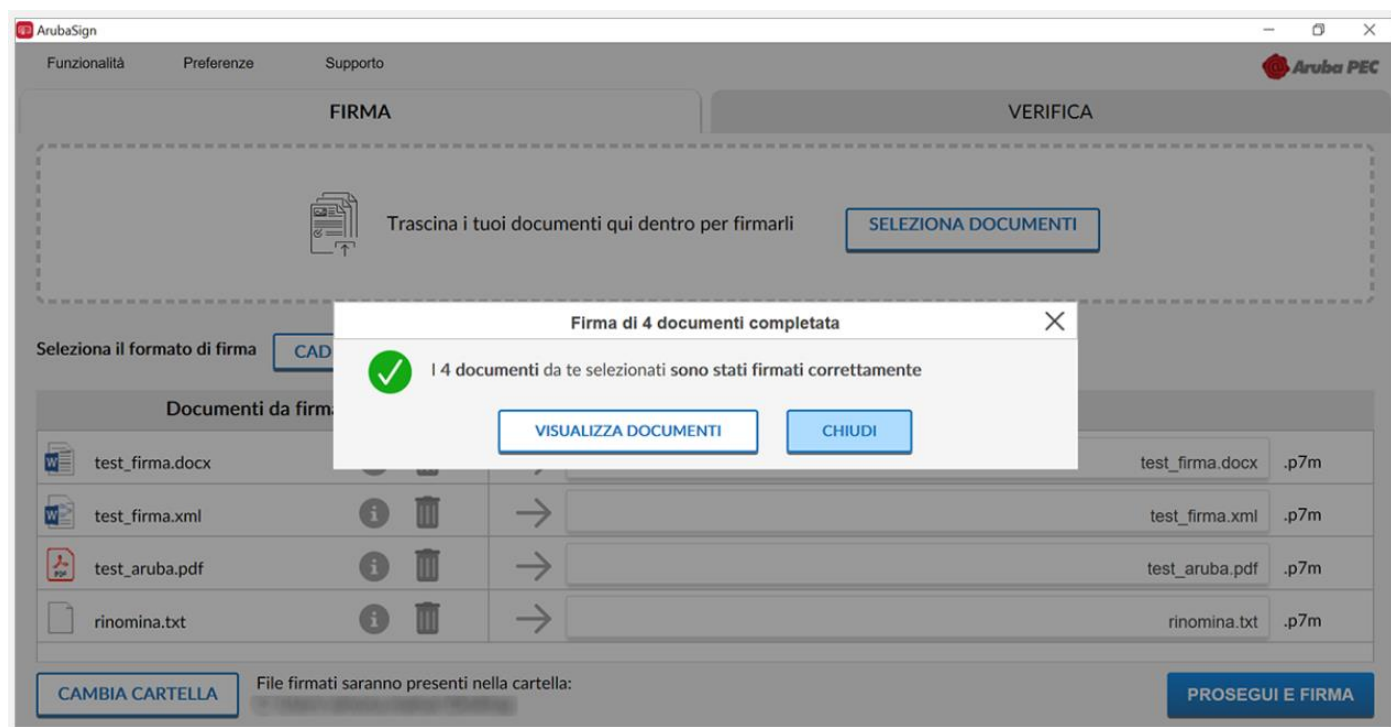 ArubaSign
Funzionalità Preferenze Supporto
Aruba PEC
FIRMA VERIFICA
Trascina i tuoi documenti qui dentro per firmarli SELEZIONA DOCUMENTI
Firma di 4 documenti completata
Seleziona il formato di firma CAD
I 4 documenti da te selezionati sono stati firmati correttamente
VISUALIZZA DOCUMENTI CHIUDI
Documenti da firma
test_firma.docx test_firma.docx .p7m
test_firma.xml test_firma.xml .p7m
test_aruba.pdf test_aruba.pdf .p7m
rinomina.txt rinomina.txt .p7m
CAMBIA CARTELLA File firmati saranno presenti nella cartella:
PROSEGUI E FIRMA